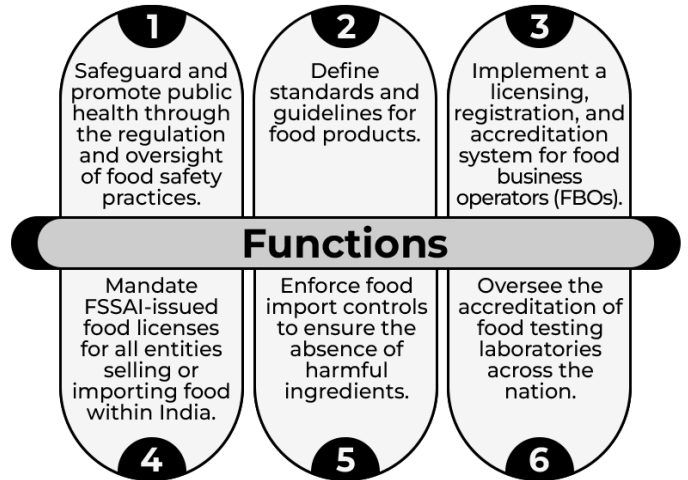 1
Safeguard and
promote public
health through
the regulation
and oversight
of food safety
practices.
2
Define
standards and
guidelines for
food products.
3
Implement a
licensing,
registration, and
accreditation
system for food
business
operators (FBOs).
Functions
Mandate
FSSAI-issued
food licenses
for all entities
selling or
importing food
within India.
4
Enforce food
import controls
to ensure the
absence of
harmful
ingredients.
5
Oversee the
accreditation of
food testing
laboratories
across the
nation.
6